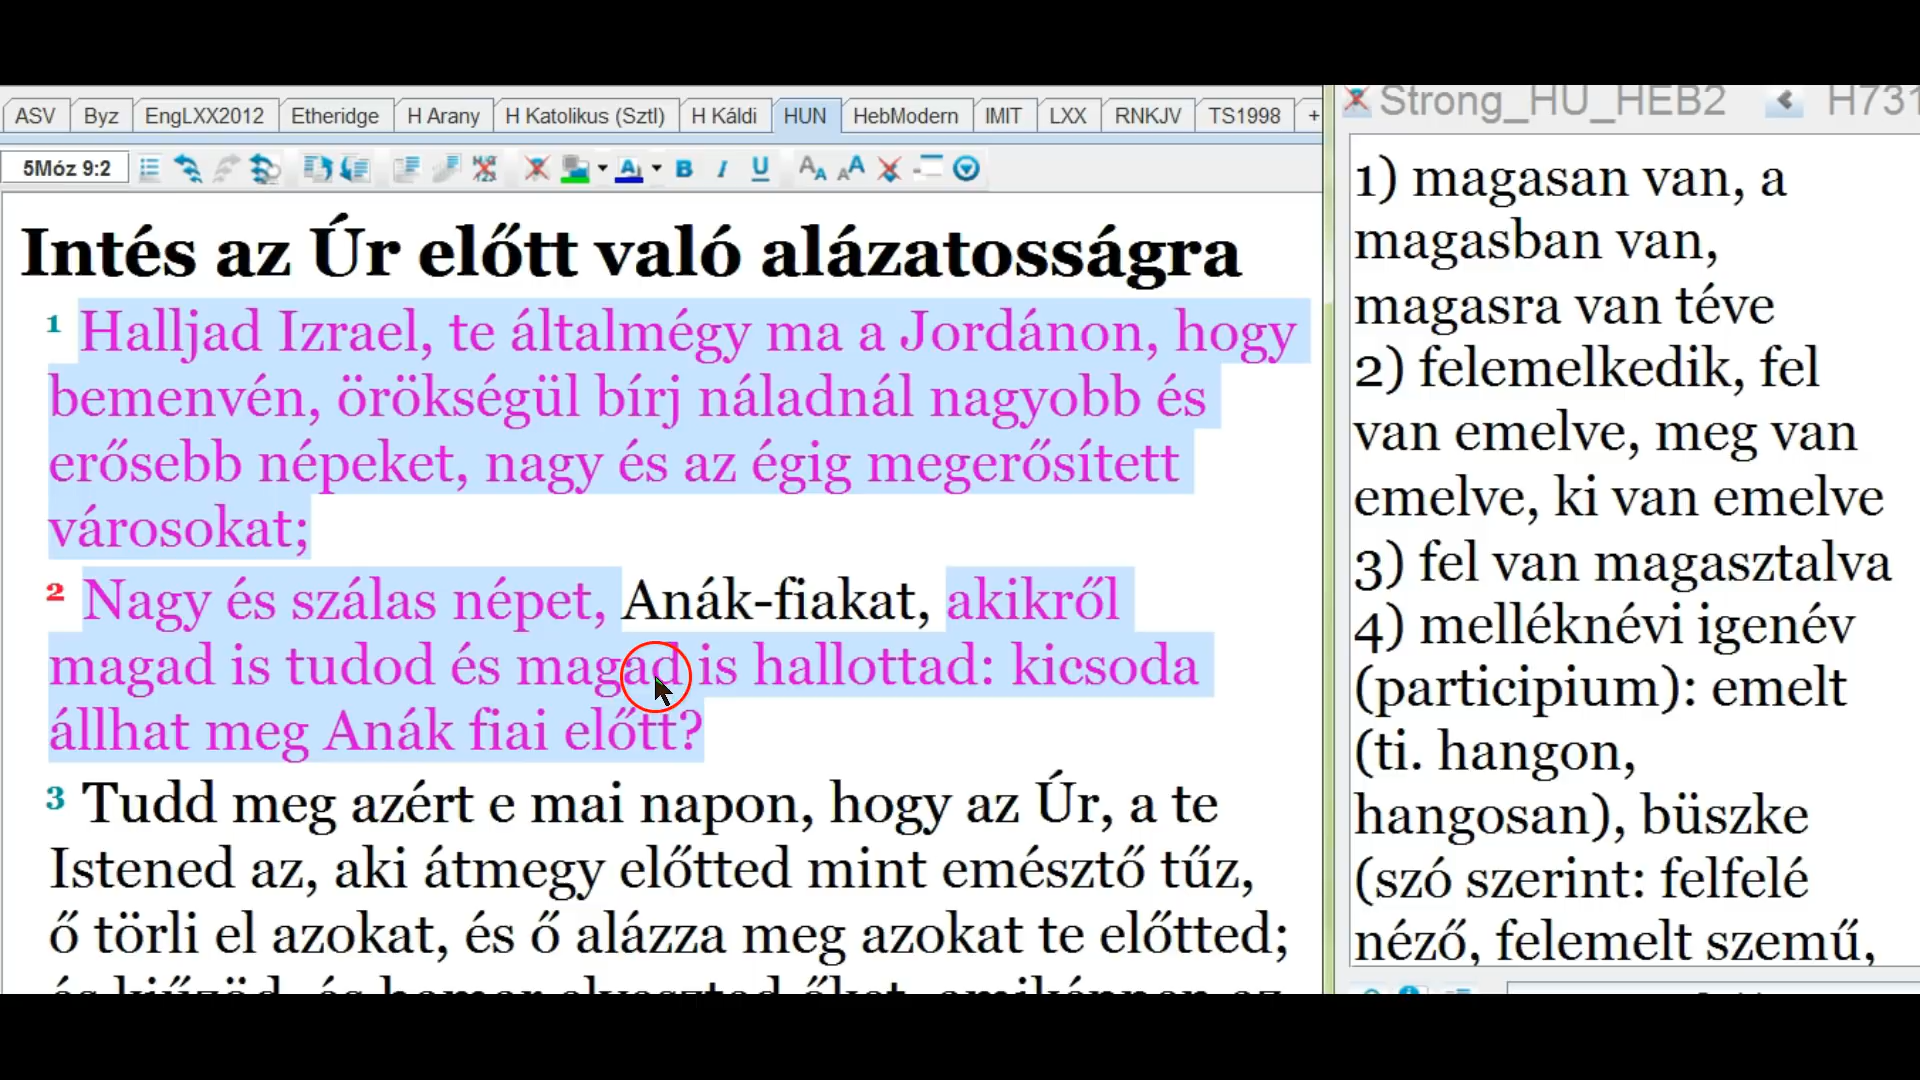 ASV Byz EngLXX2012 Etheridge H Arany H Katolikus (Sztl) H Káldi HUN HebModern IMIT LXX RNKJV TS1998 +
5Móz 9:2
Intés az Úr előtt való alázatosságra
1 Halljad Izrael, te általmégy ma a Jordánon, hogy
bemenvén, örökségül bírj náladnál nagyobb és
erősebb népeket, nagy és az égig megerősített
városokat;
2 Nagy és szálas népet, Anák-fiakat, akikről
magad is tudod és magad is hallottad: kicsoda
állhat meg Anák fiai előtt?
3 Tudd meg azért e mai napon, hogy az Úr, a te
Istened az, aki átmegy előtted mint emésztő tűz,
ő törli el azokat, és ő alázza meg azokat te előtted;
Strong_HU_HEB2 H731
1) magasan van, a
magasban van,
magasra van téve
2) felemelkedik, fel
van emelve, meg van
emelve, ki van emelve
3) fel van magasztalva
4) melléknévi igenév
(participium): emelt
(ti. hangon,
hangosan), büszke
(szó szerint: felfelé
néző, felemelt szemű,